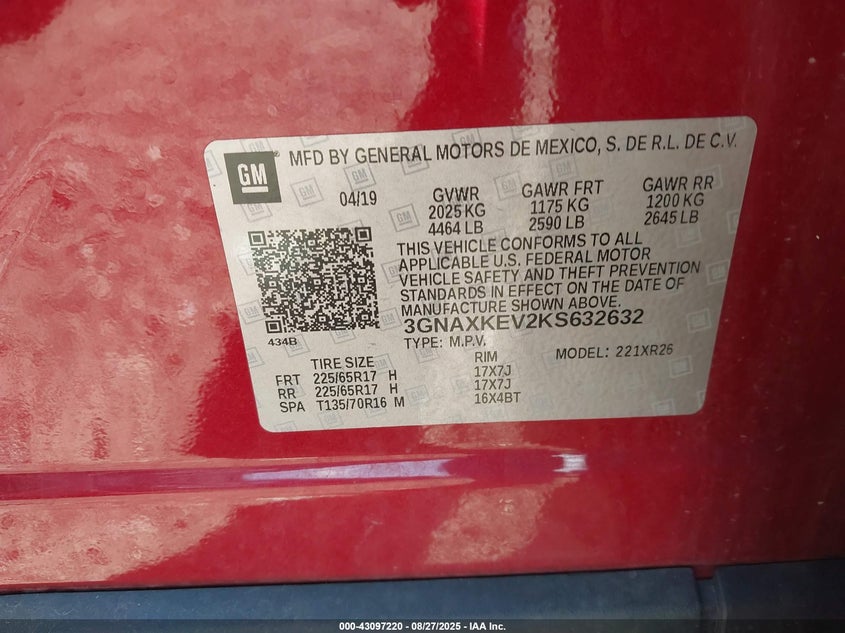 GM
MFD BY GENERAL MOTORS DE MEXICO, S. DE R.L. DE C.V.
04/19
GVWR GAWR FRT GAWR RR
2025 KG 1175 KG 1200 KG
4464 LB 2590 LB 2645 LB
THIS VEHICLE CONFORMS TO ALL
APPLICABLE U.S. FEDERAL MOTOR
VEHICLE SAFETY AND THEFT PREVENTION
STANDARDS IN EFFECT ON THE DATE OF
MANUFACTURE SHOWN ABOVE.
3GNAXKEV2KS632632
434B
TYPE: M.P.V. MODEL: 221XR26
TIRE SIZE RIM
FRT 225/65R17 H 17X7J
RR 225/65R17 H 17X7J
SPA T135/70R16 M 16X4BT
000-43097220 - 08/27/2025 - IAA Inc.